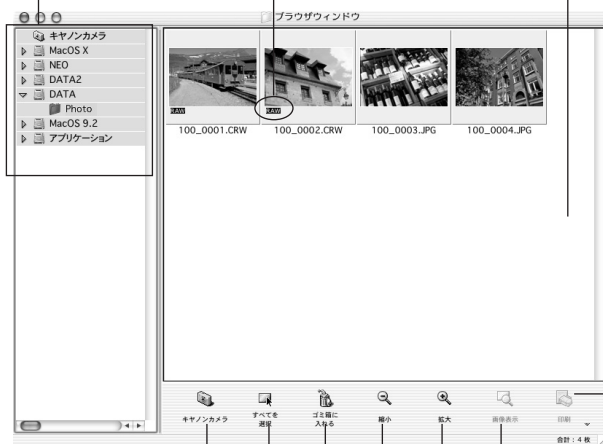 ブラウザウィンドウ
キヤノンカメラ
MacOS X
NEO
DATA2
DATA
Photo
MacOS 9.2
アプリケーション
RAW RAW
100_0001.CRW 100_0002.CRW 100_0003.JPG 100_0004.JPG
キヤノンカメラ すべてを選択 ゴミ箱に入れる 縮小 拡大 画像表示 印刷
合計：4 枚